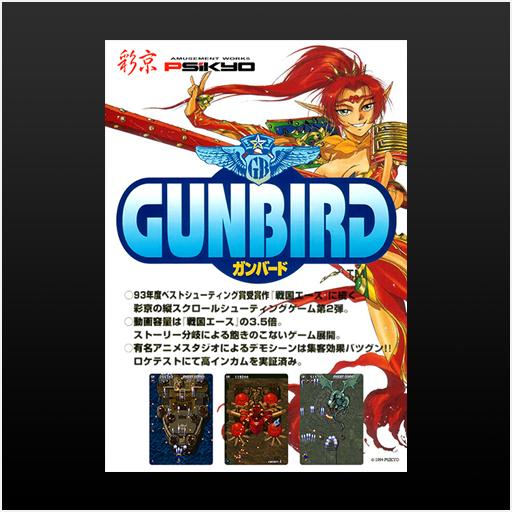 彩京
AMUSEMENT WORKS
PSIKYO
GB
GUNBIRD
ガンバード
TM
○93年度ベストシューティング賞受賞作『戦国エース』に続く
彩京の縦スクロールシューティングゲーム第2弾。
○動画容量は『戦国エース』の3.5倍。
ストーリー分岐による飽きのこないゲーム展開。
○有名アニメスタジオによるデモシーンは集客効果バツグン!!
ロケテストにて高インカムを実証済み。
© 1994 PSIKYO